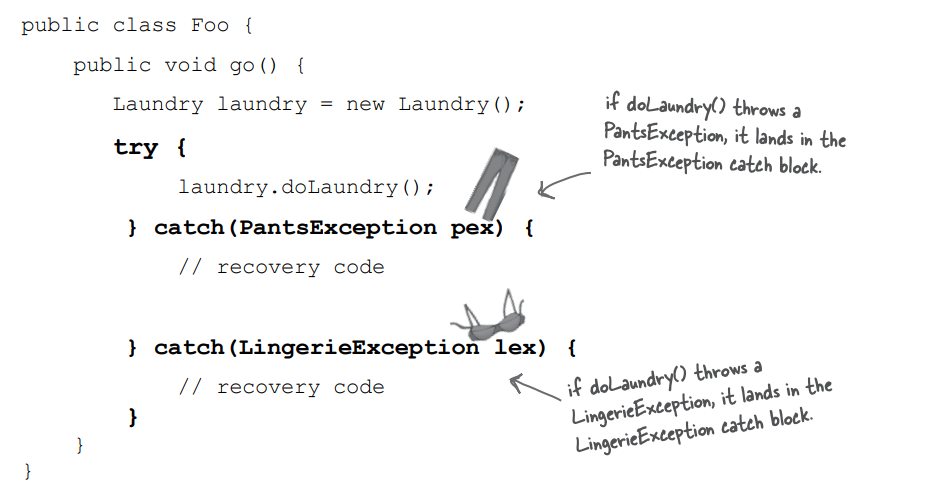 public class Foo {
public void go() {
Laundry laundry = new Laundry();
try {
laundry.doLaundry();
} catch(PantsException pex) {
// recovery code
} catch(LingerieException lex) {
// recovery code
}
}
}
if doLaundry() throws a
PantsException, it lands in the
PantsException catch block.
if doLaundry() throws a
LingerieException, it lands in the
LingerieException catch block.